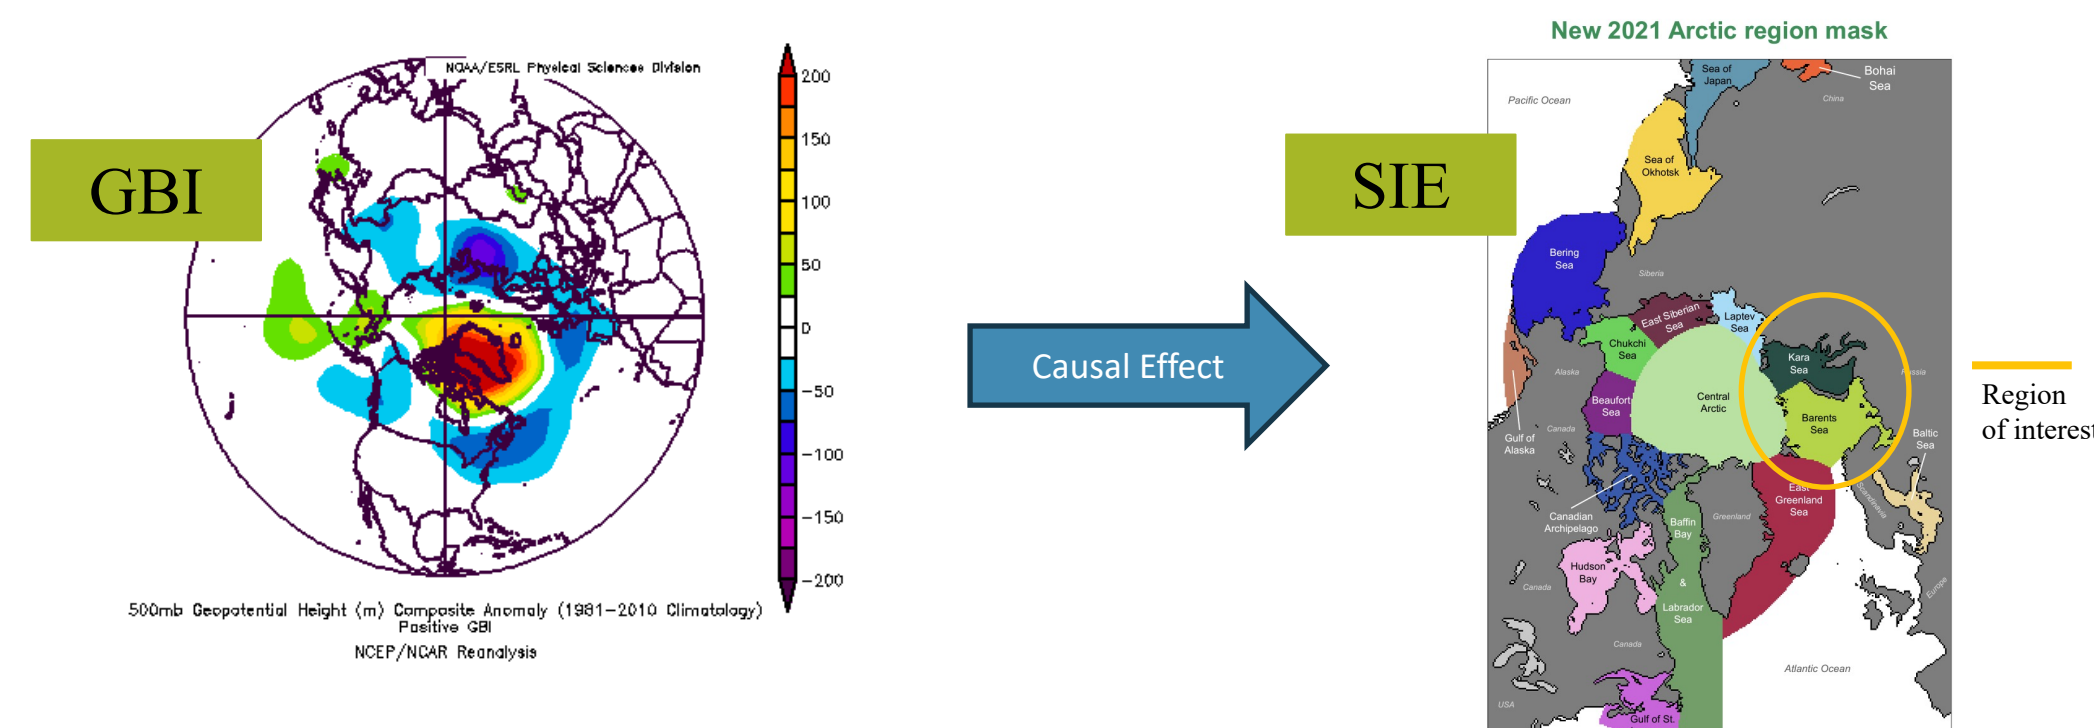 NOAA/ESRL Physical Sciences Division
GBI
200
150
100
50
0
−50
−100
−150
−200
500mb Geopotential Height (m) Composite Anomaly (1981−2010 Climatology)
Positive GBI
NCEP/NCAR Reanalysis
Causal Effect
SIE
New 2021 Arctic region mask
Pacific Ocean
Sea of
Japan
Bohai
Sea
China
Sea of
Okhotsk
Bering
Sea
Siberia
East Siberian
Sea
Laptev
Sea
Chukchi
Sea
Kara
Sea
Russia
Alaska
Beaufort
Sea
Central
Arctic
Barents
Sea
Canada
Gulf of
Alaska
Baltic
Sea
Scandinavia
East
Greenland
Sea
Canadian
Archipelago
Baffin
Bay
&
Labrador
Sea
Greenland
Hudson
Bay
Canada
Europe
Canada
Atlantic Ocean
USA
Gulf of St.
Region
of interest